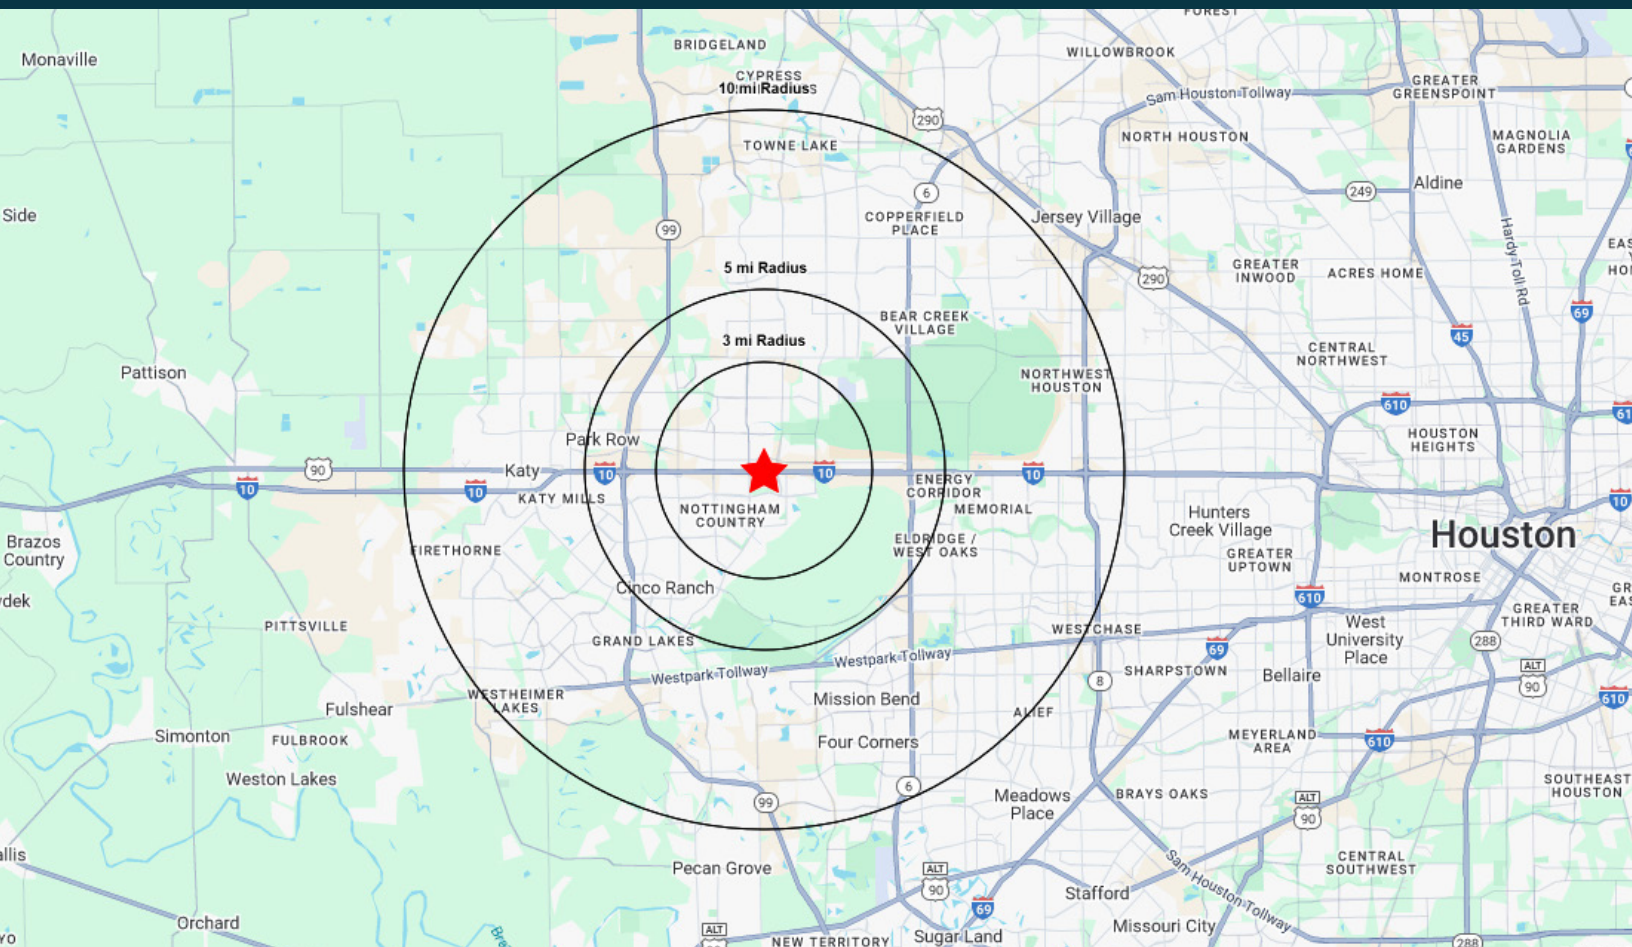 FOREST
BRIDGELAND
WILLOWBROOK
Monaville
CYPRESS
10 mi Radius
GREATER
GREENSPOINT
Sam Houston Tollway
290
NORTH HOUSTON
MAGNOLIA
GARDENS
TOWNE LAKE
249
Aldine
6
Side
COPPERFIELD
PLACE
Jersey Village
99
Hardy Toll Rd
5 mi Radius
290
GREATER
INWOOD
ACRES HOME
BEAR CREEK
VILLAGE
69
3 mi Radius
45
CENTRAL
NORTHWEST
Pattison
NORTHWEST
HOUSTON
610
HOUSTON
HEIGHTS
Park Row
90
Katy
10
10
10
10
10
10
KATY MILLS
ENERGY
CORRIDOR
MEMORIAL
NOTTINGHAM
COUNTRY
Hunters
Creek Village
Houston
Brazos
Country
FIRETHORNE
ELDRIDGE /
WEST OAKS
GREATER
UPTOWN
MONTROSE
Cinco Ranch
610
GREATER
THIRD WARD
PITTSVILLE
GRAND LAKES
WESTCHASE
West
University
Place
288
69
Westpark Tollway
Westpark Tollway
SHARPSTOWN
Bellaire
ALT
90
8
610
WESTHEIMER
LAKES
Mission Bend
Fulshear
ALIEF
Simonton
FULBROOK
Four Corners
MEYERLAND
AREA
610
Weston Lakes
6
99
Meadows
Place
BRAYS OAKS
ALT
90
SOUTHEAST
HOUSTON
Pecan Grove
ALT
90
CENTRAL
SOUTHWEST
Sam Houston Tollway
Stafford
69
Orchard
Missouri City
ALT
NEW TERRITORY
Sugar Land
288